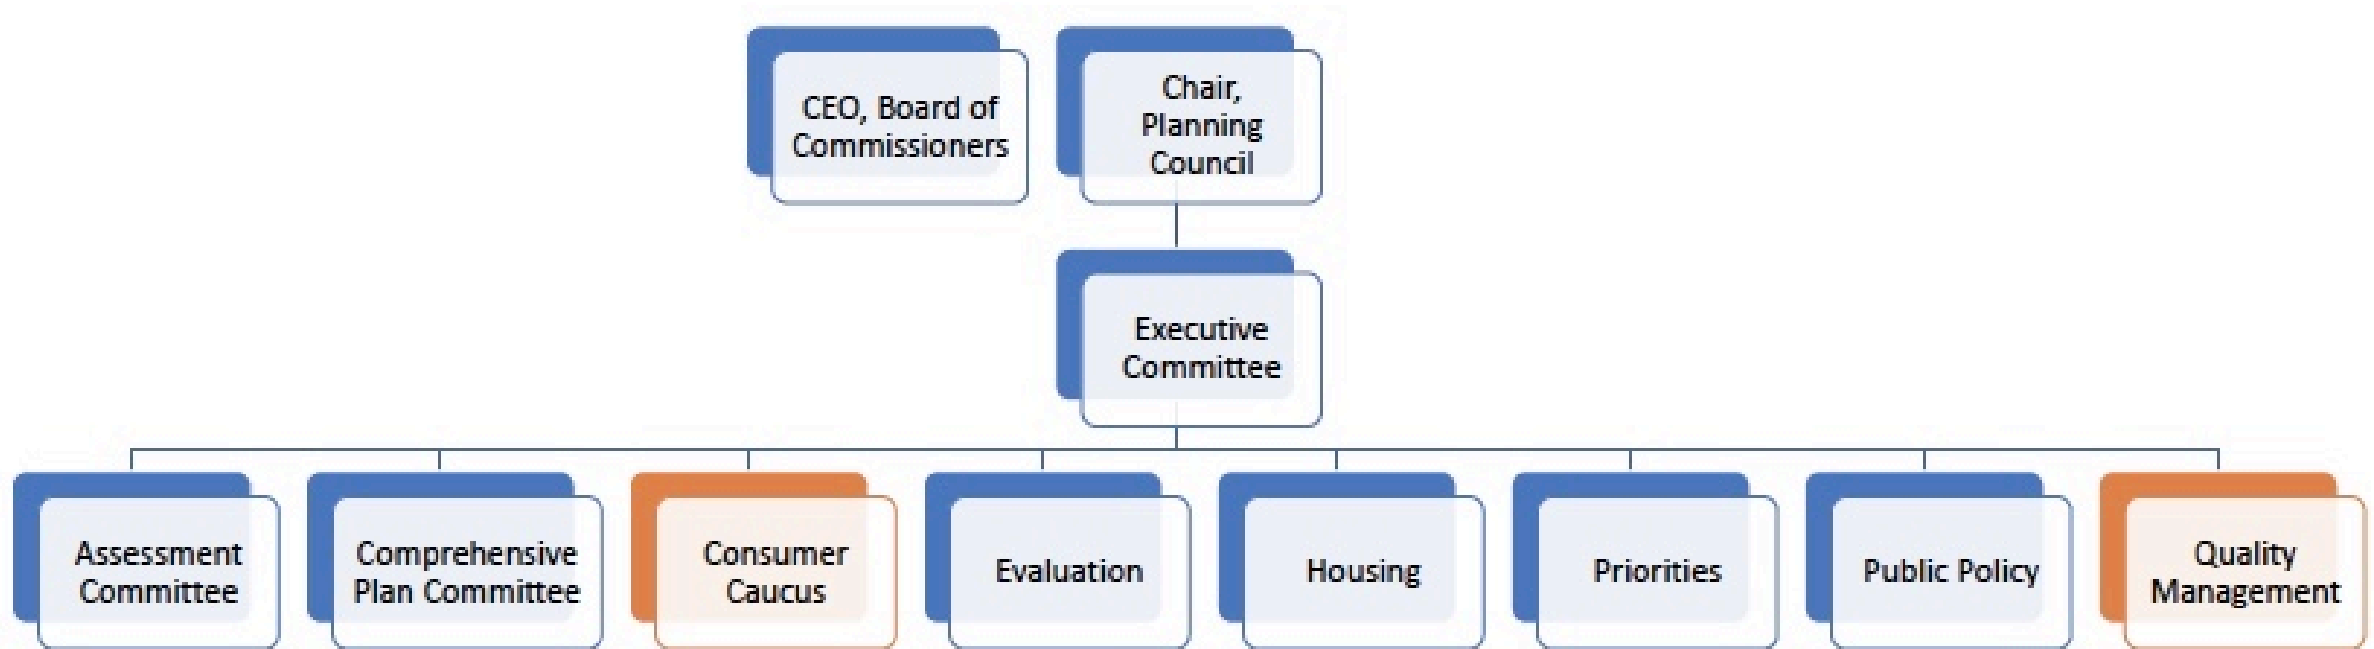 CEO, Board of
Commissioners
Chair,
Planning
Council
Executive
Committee
Assessment
Committee
Comprehensive
Plan Committee
Consumer
Caucus
Evaluation
Housing
Priorities
Public Policy
Quality
Management